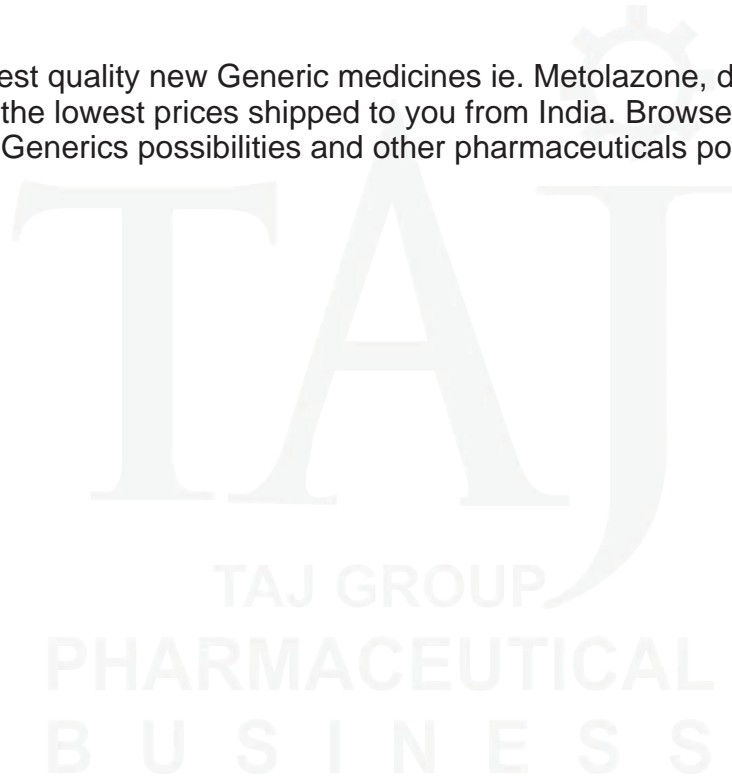 est quality new Generic medicines ie. Metolazone, d
the lowest prices shipped to you from India. Browse
Generics possibilities and other pharmaceuticals po
TAJ
TAJ GROUP
PHARMACEUTICAL
BUSINESS